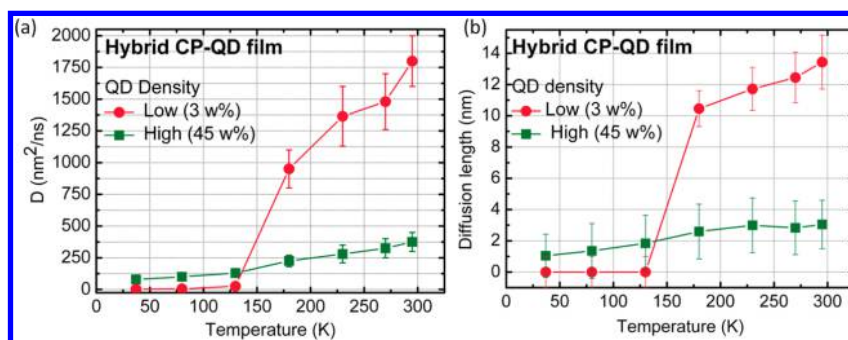 (a)
Hybrid CP-QD film
QD Density
Low (3 w%)
High (45 w%)
D (nm²/ns)
2000
1750
1500
1250
1000
750
500
250
0
0 50 100 150 200 250 300
Temperature (K)
(b)
Hybrid CP-QD film
QD density
Low (3 w%)
High (45 w%)
Diffusion length (nm)
14
12
10
8
6
4
2
0
0 50 100 150 200 250 300
Temperature (K)